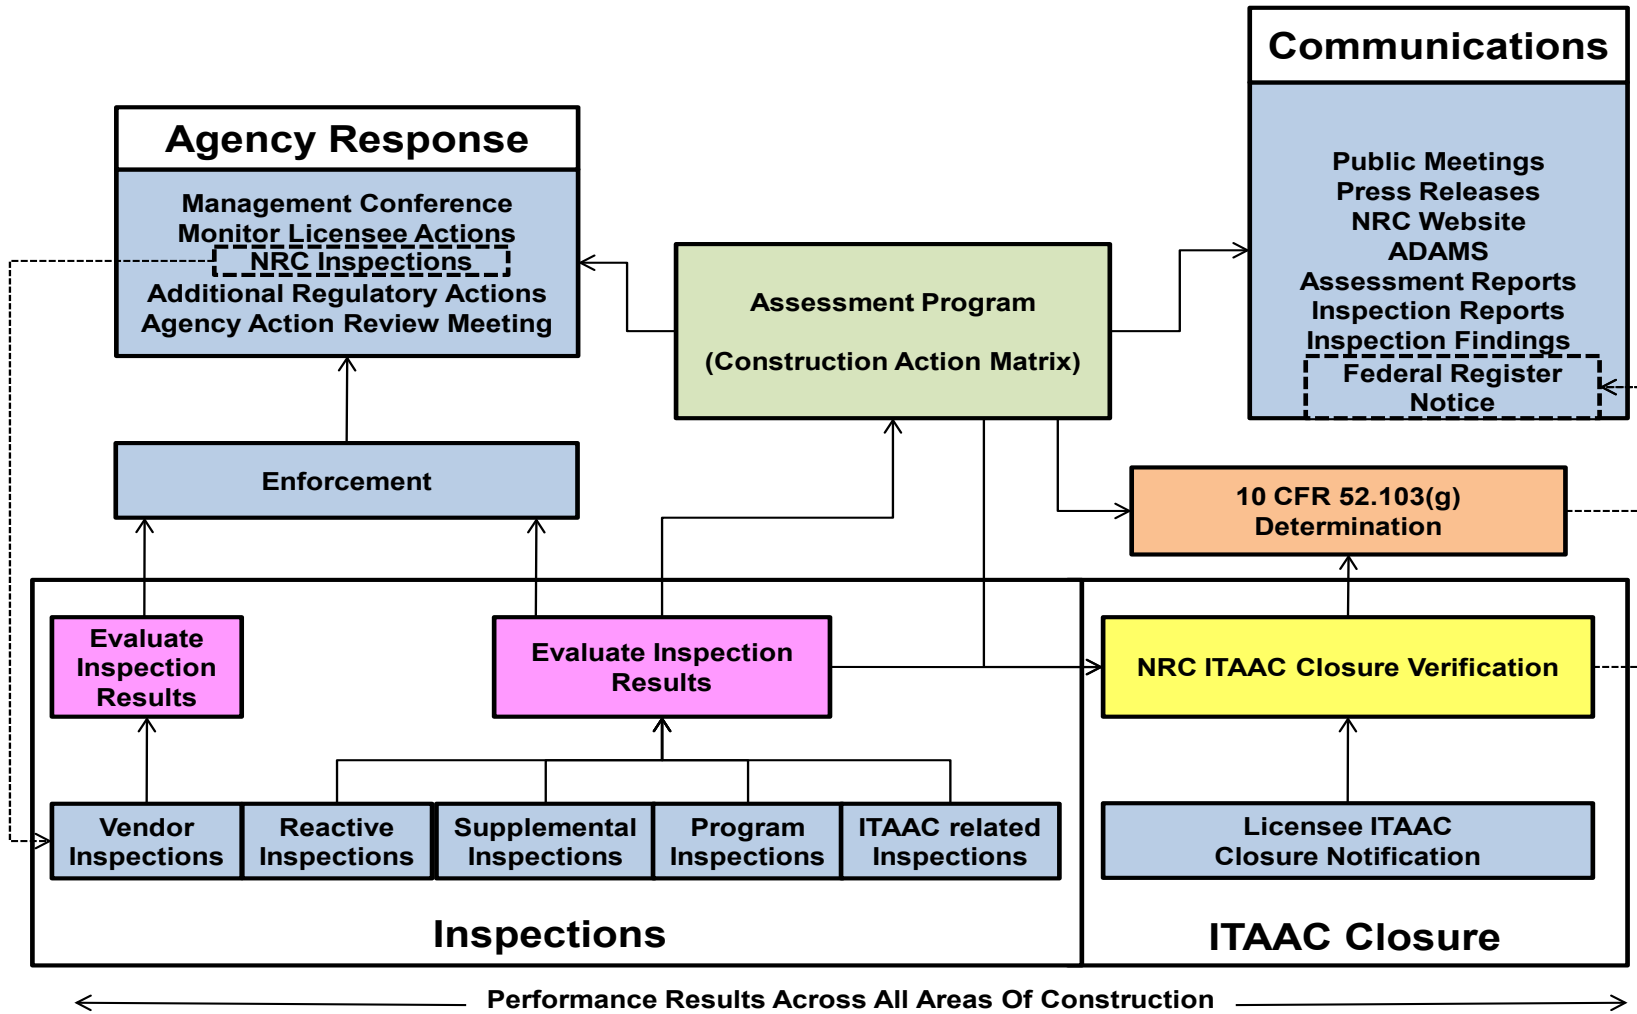 Communications
Public Meetings
Press Releases
NRC Website
ADAMS
Assessment Reports
Inspection Reports
Inspection Findings
Federal Register
Notice
Agency Response
Management Conference
Monitor Licensee Actions
NRC Inspections
Additional Regulatory Actions
Agency Action Review Meeting
Assessment Program
(Construction Action Matrix)
Enforcement
10 CFR 52.103(g)
Determination
Evaluate
Inspection
Results
Evaluate Inspection
Results
NRC ITAAC Closure Verification
Vendor
Inspections
Reactive
Inspections
Supplemental
Inspections
Program
Inspections
ITAAC related
Inspections
Licensee ITAAC
Closure Notification
Inspections
ITAAC Closure
Performance Results Across All Areas Of Construction